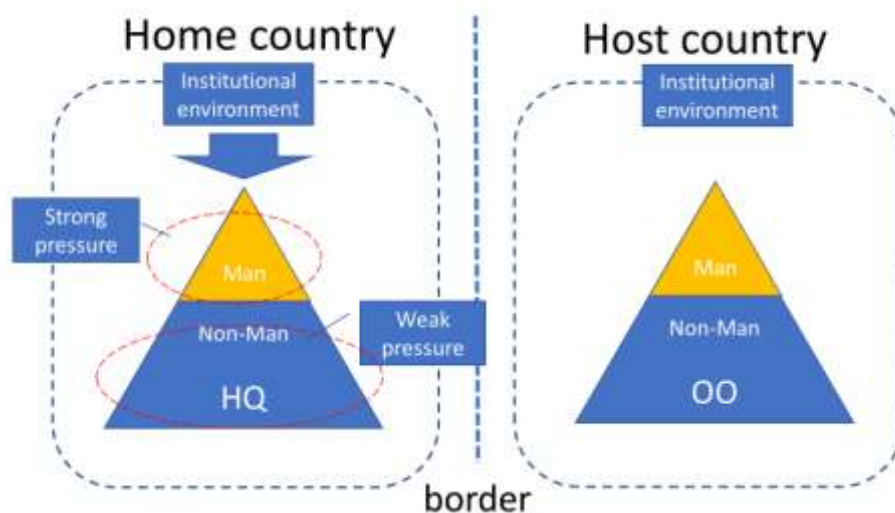 Home country
Institutional
environment
Strong
pressure
Man
Non-Man
Weak
pressure
HQ
border
Host country
Institutional
environment
Man
Non-Man
OO